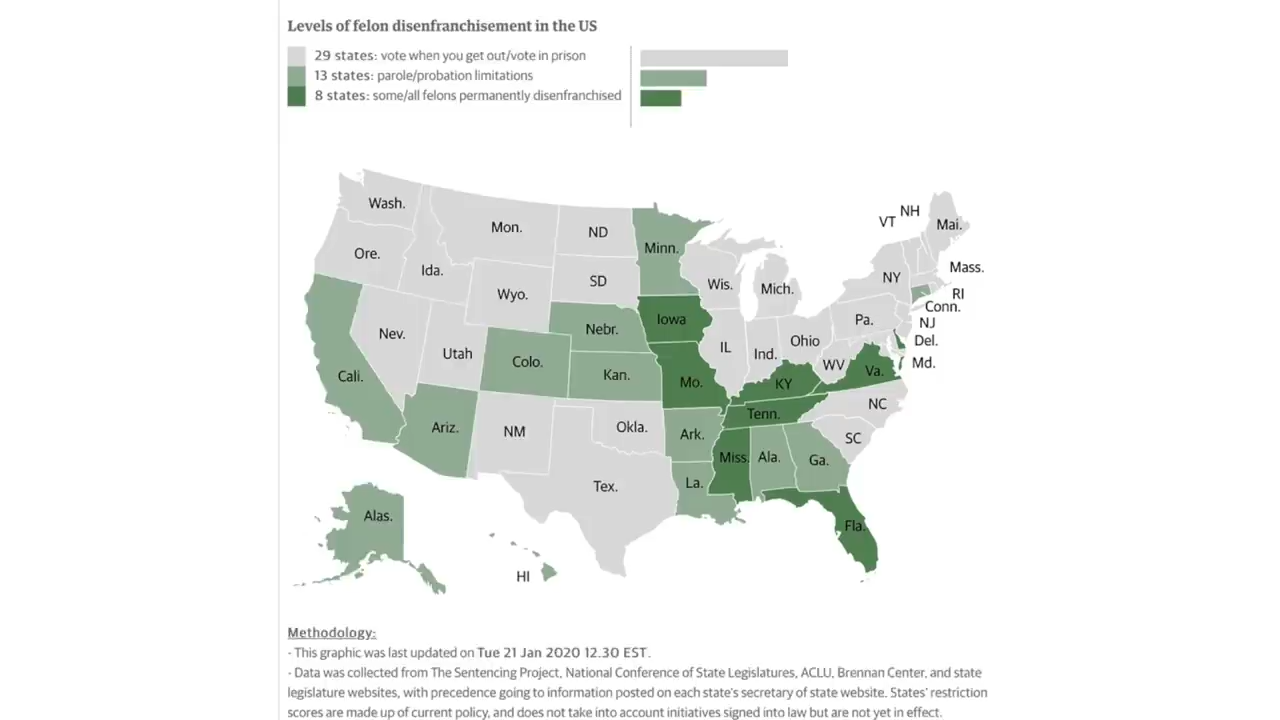 Levels of felon disenfranchisement in the US
29 states: vote when you get out/vote in prison
13 states: parole/probation limitations
8 states: some/all felons permanently disenfranchised
Wash.
Mon.
ND
Minn.
VT
NH
Mai.
Ore.
Ida.
SD
Wis.
Mich.
NY
Mass.
Wyo.
RI
Conn.
Nev.
Nebr.
Iowa
Pa.
NJ
Utah
Colo.
IL
Ind.
Ohio
Del.
Cali.
Kan.
Mo.
KY
WV
Va.
Md.
Ariz.
NM
Okla.
Ark.
Tenn.
NC
SC
Tex.
La.
Miss.
Ala.
Ga.
Alas.
Fla.
HI
Methodology:
- This graphic was last updated on Tue 21 Jan 2020 12.30 EST.
- Data was collected from The Sentencing Project, National Conference of State Legislatures, ACLU, Brennan Center, and state
legislature websites, with precedence going to information posted on each state's secretary of state website. States' restriction
scores are made up of current policy, and does not take into account initiatives signed into law but are not yet in effect.